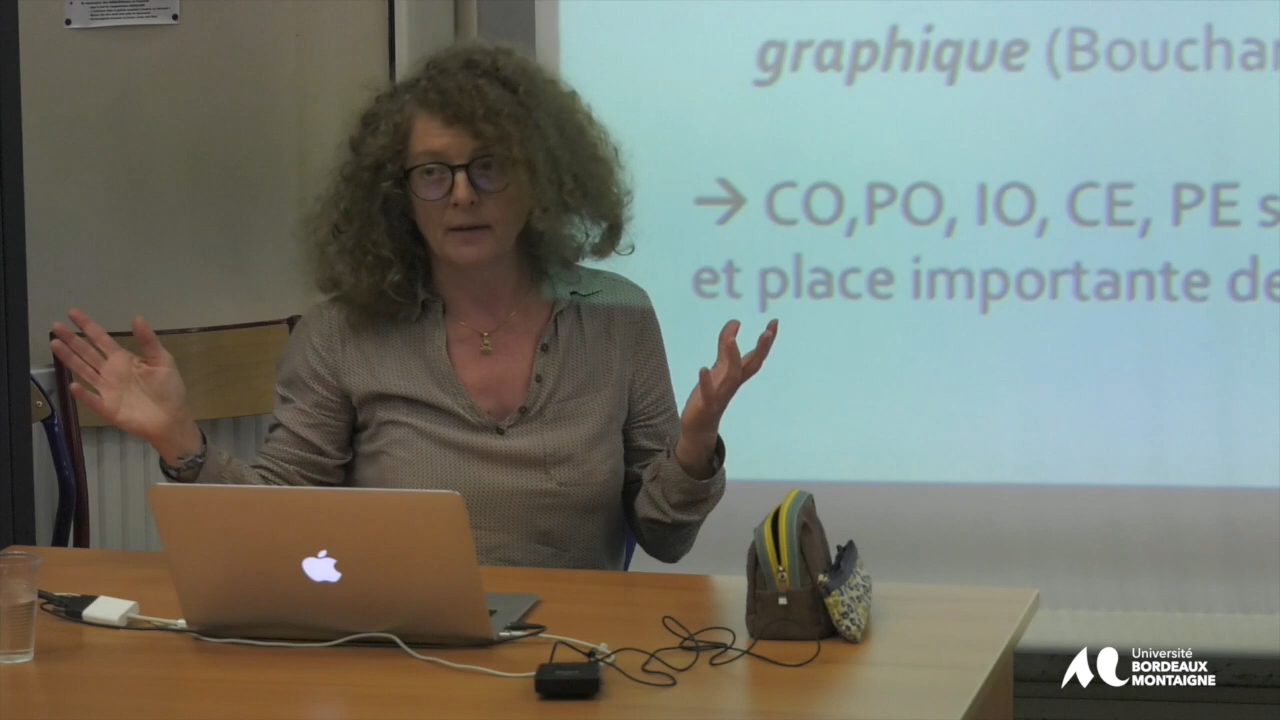 graphique (Bouchar
→ CO,PO, IO, CE, PE s
et place importante de
Université
BORDEAUX
MONTAIGNE